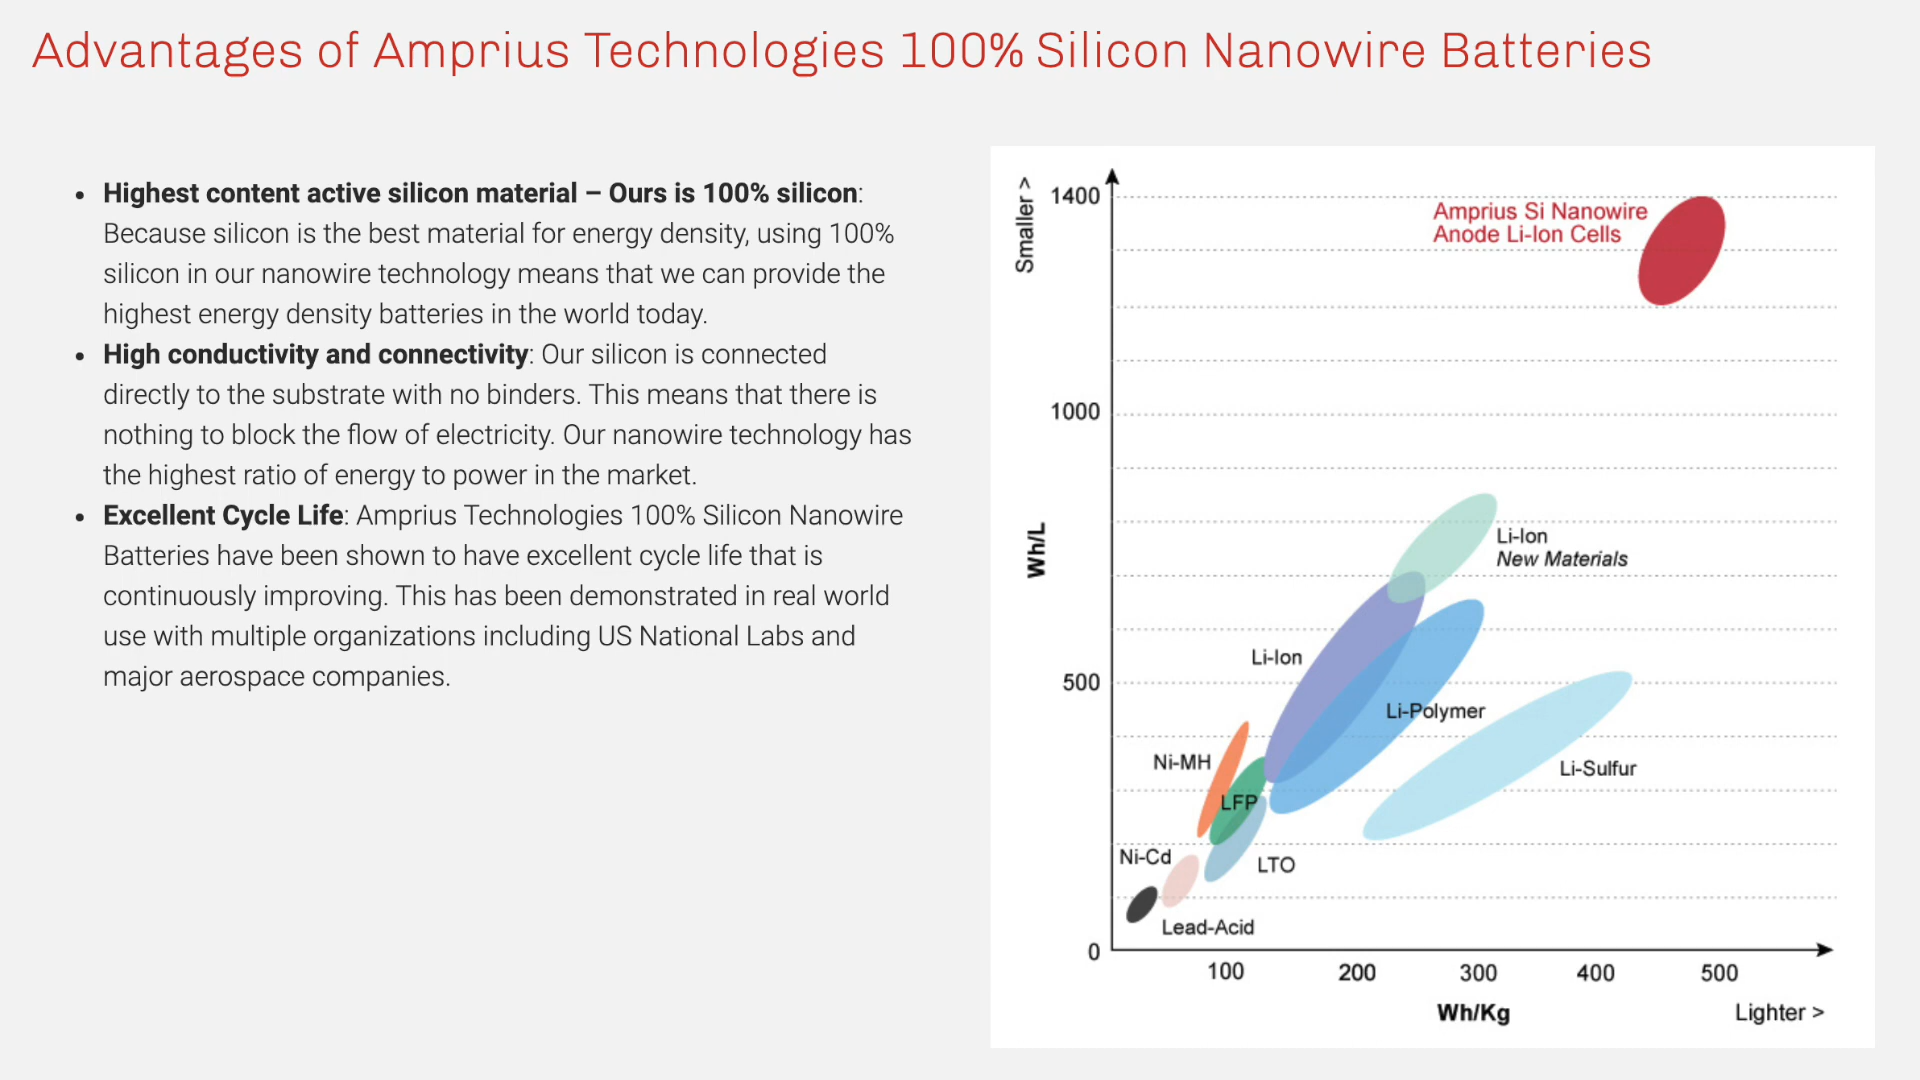 Advantages of Amprius Technologies 100% Silicon Nanowire Batteries
• Highest content active silicon material – Ours is 100% silicon:
Because silicon is the best material for energy density, using 100%
silicon in our nanowire technology means that we can provide the
highest energy density batteries in the world today.
• High conductivity and connectivity: Our silicon is connected
directly to the substrate with no binders. This means that there is
nothing to block the flow of electricity. Our nanowire technology has
the highest ratio of energy to power in the market.
• Excellent Cycle Life: Amprius Technologies 100% Silicon Nanowire
Batteries have been shown to have excellent cycle life that is
continuously improving. This has been demonstrated in real world
use with multiple organizations including US National Labs and
major aerospace companies.
Smaller >
1400
Amprius Si Nanowire
Anode Li-Ion Cells
1000
Wh/L
Li-Ion
New Materials
Li-Ion
500
Li-Polymer
Ni-MH
Li-Sulfur
LFP
Ni-Cd
LTO
Lead-Acid
0
100 200 300 400 500
Wh/Kg
Lighter >